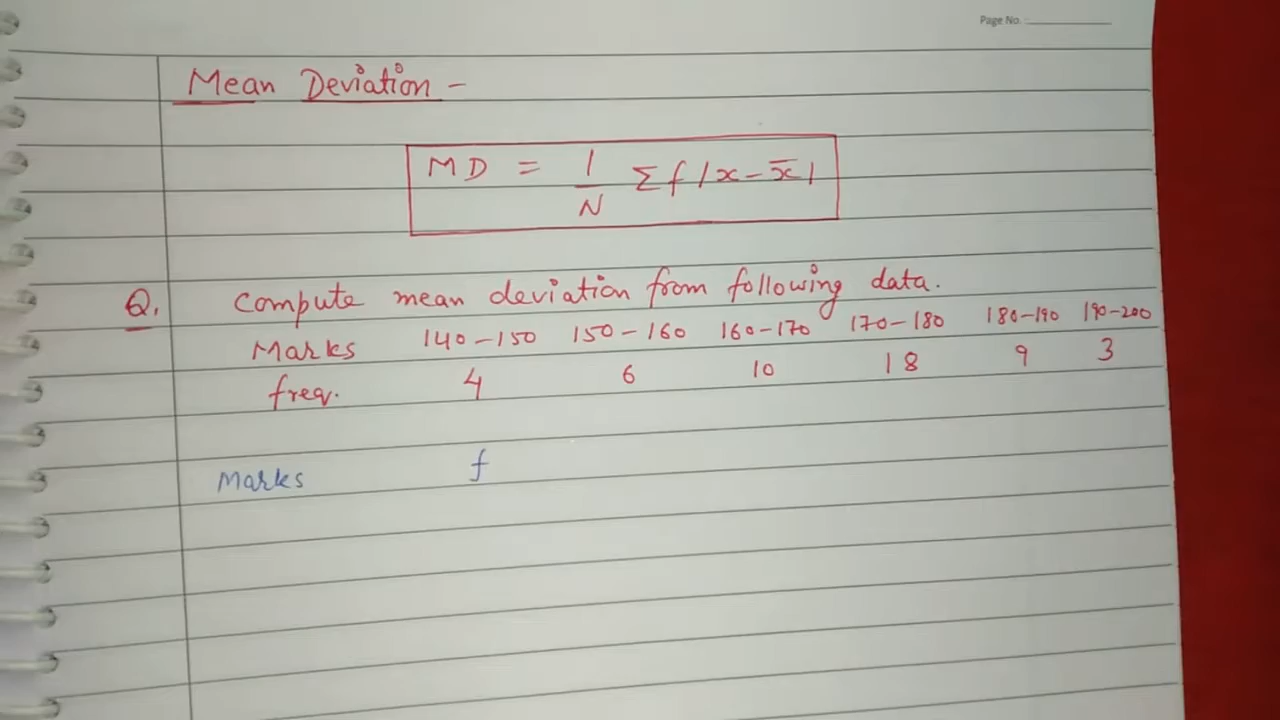 Page No.
Mean Deviation -
MD = 1/N Σf|x - x̄|
Q. Compute mean deviation from following data.
Marks 140-150 150-160 160-170 170-180 180-190 190-200
freq. 4 6 10 18 9 3
Marks f